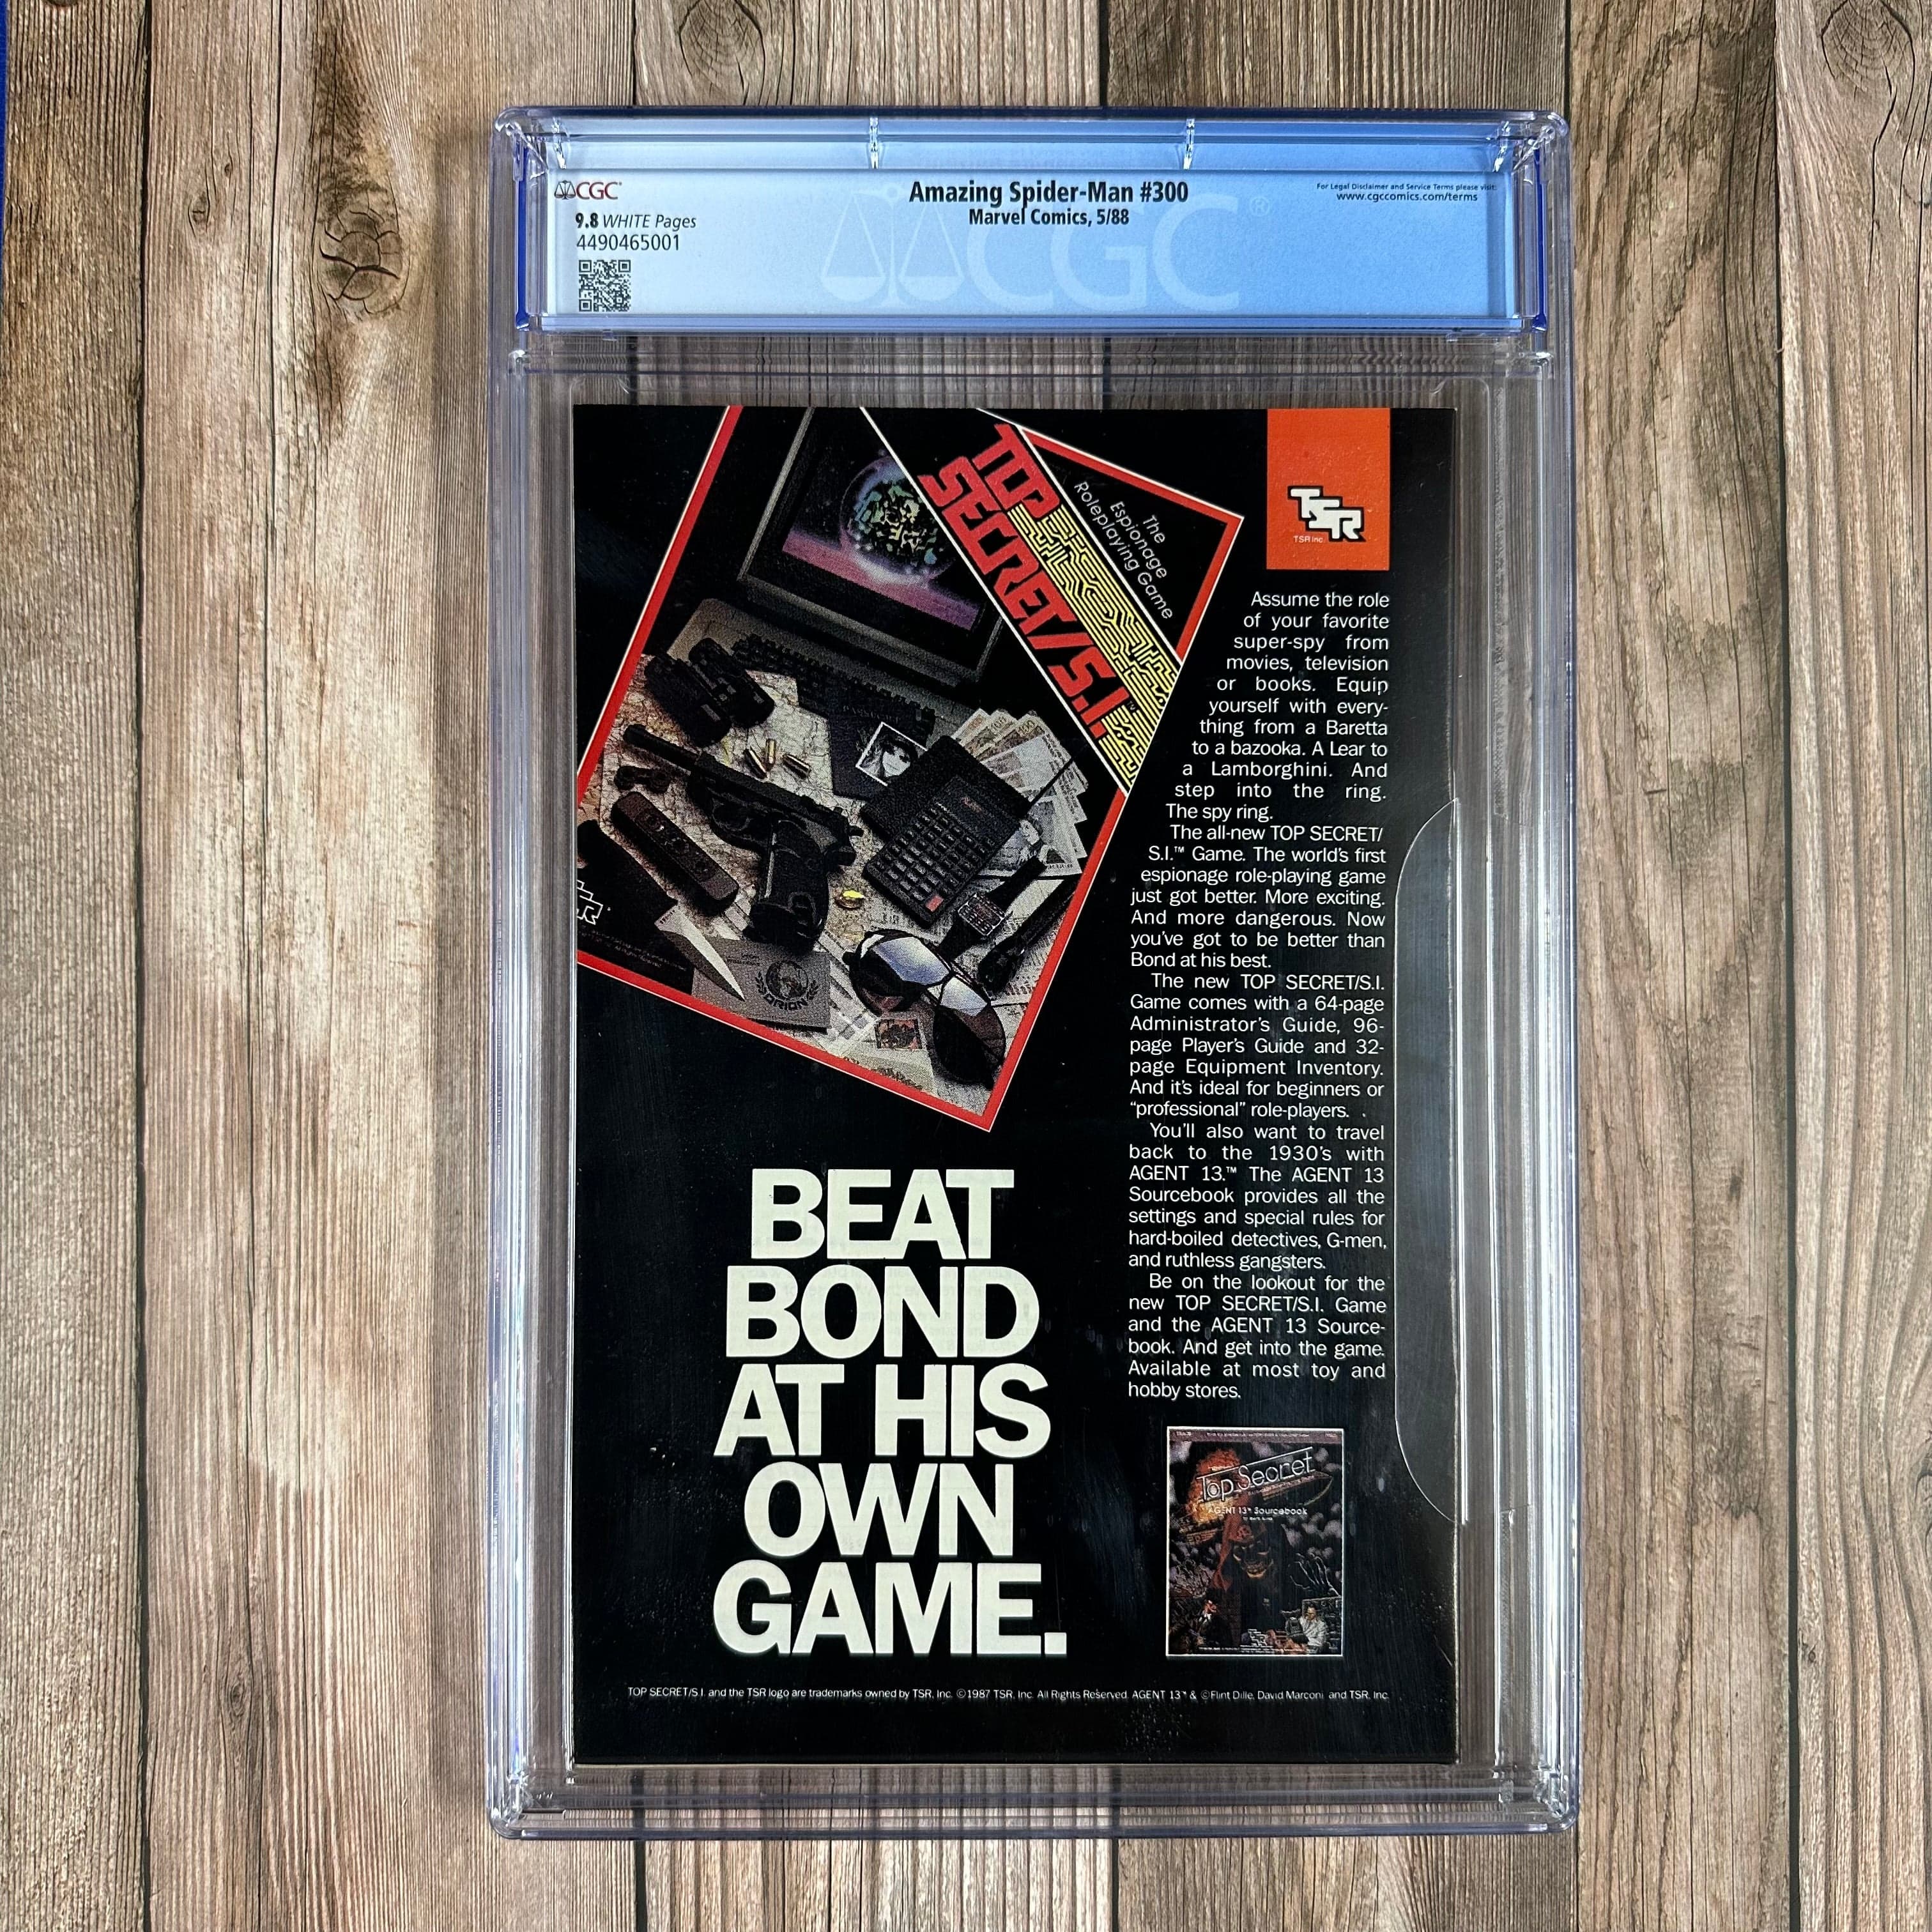 CGC
Amazing Spider-Man #300
For Legal Disclaimer and Service Terms please visit:
www.cgccomics.com/terms
9.8 WHITE Pages
Marvel Comics, 5/88
4490465001
CGC
TOP
SECRET/S.I.™
The
Espionage
Roleplaying Game
TSR
TSR Inc.
ORION
Assume the role
of your favorite
super-spy from
movies, television
or books. Equip
yourself with every-
thing from a Baretta
to a bazooka. A Lear to
a Lamborghini. And
step into the ring.
The spy ring.
The all-new TOP SECRET/
S.I.™ Game. The world's first
espionage role-playing game
just got better. More exciting.
And more dangerous. Now
you've got to be better than
Bond at his best.
The new TOP SECRET/S.I.
Game comes with a 64-page
Administrator's Guide, 96-
page Player's Guide and 32-
page Equipment Inventory.
And it's ideal for beginners or
"professional" role-players.
You'll also want to travel
back to the 1930's with
AGENT 13.™ The AGENT 13
Sourcebook provides all the
settings and special rules for
hard-boiled detectives, G-men,
and ruthless gangsters.
Be on the lookout for the
new TOP SECRET/S.I. Game
and the AGENT 13 Source-
book. And get into the game.
Available at most toy and
hobby stores.
BEAT
BOND
AT HIS
OWN
GAME.
Top Secret
AGENT 13™ Sourcebook
TOP SECRET/S.I. and the TSR logo are trademarks owned by TSR, Inc. ©1987 TSR, Inc. All Rights Reserved. AGENT 13™ & ©Flint Dille, David Marconi and TSR, Inc.